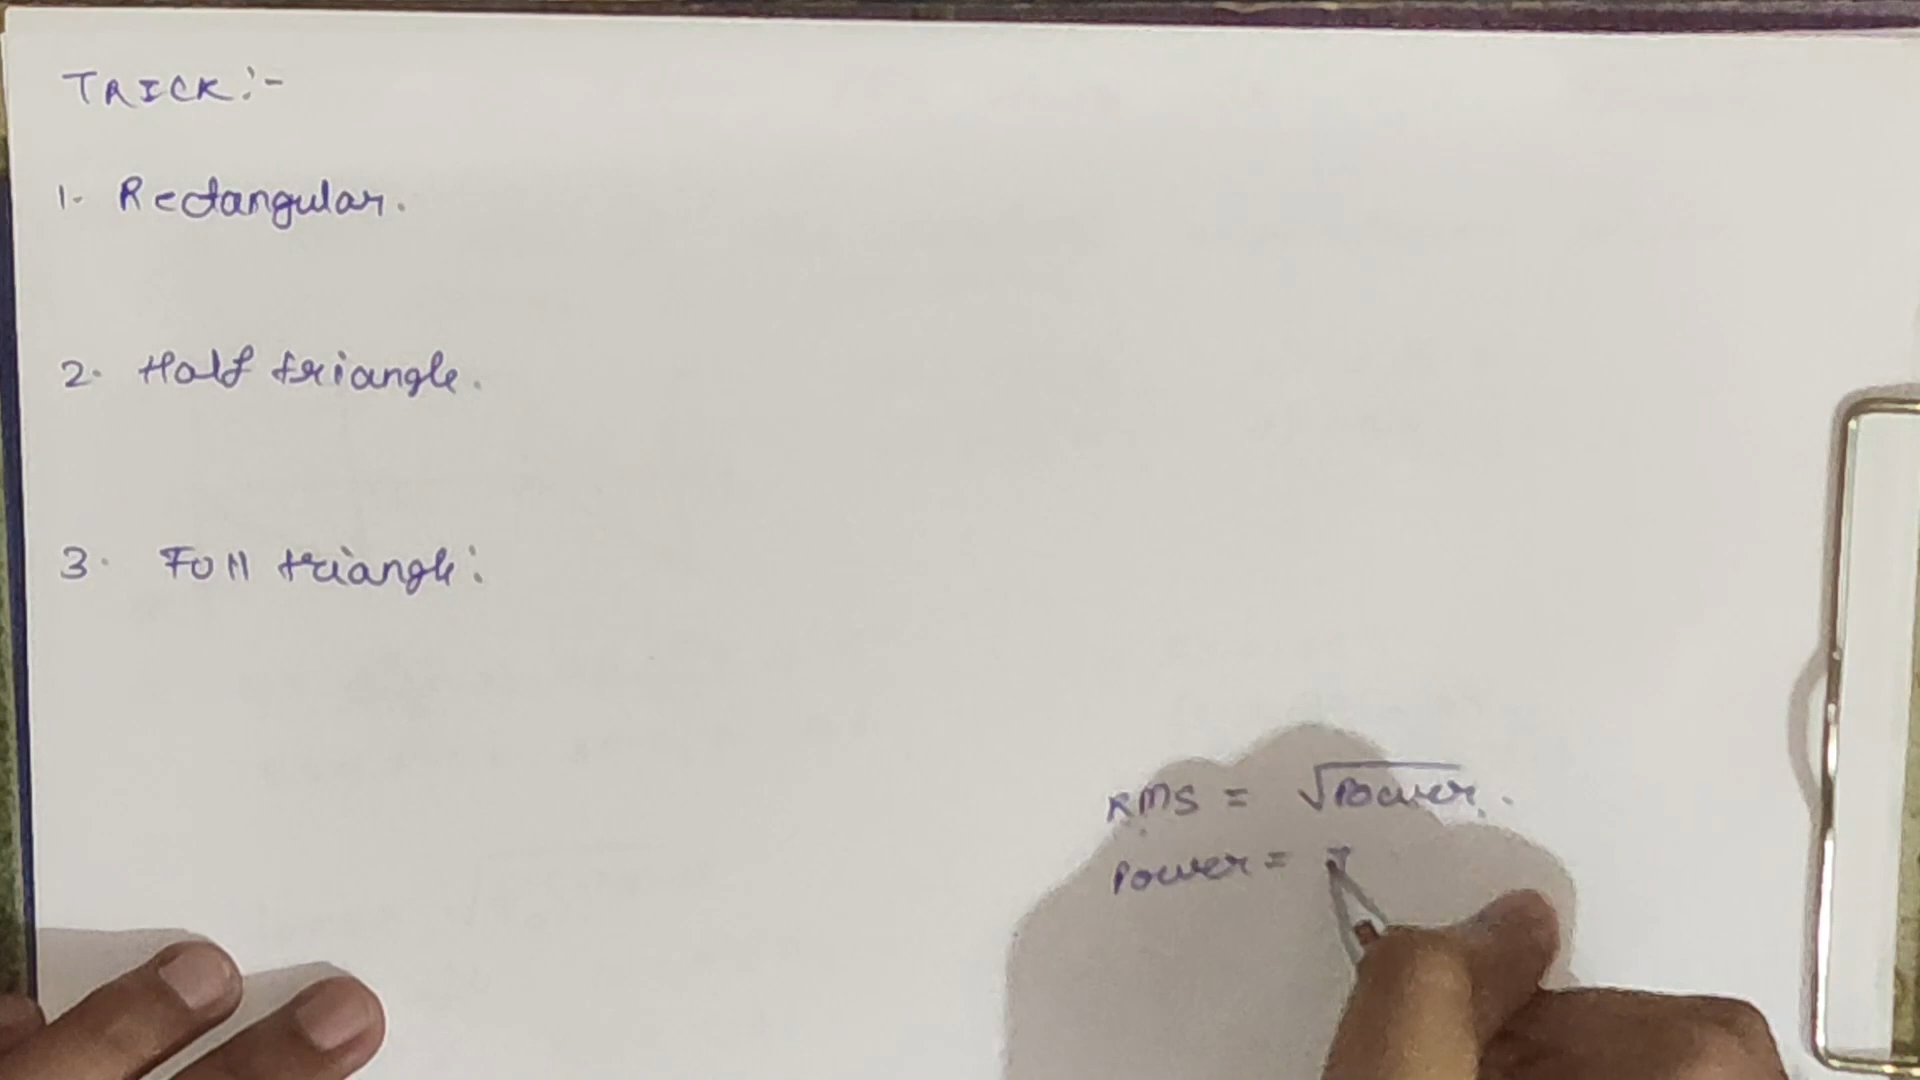 TRICK:-
1. Rectangular.
2. Half triangle.
3. Full triangle:
RMS = √Power.
Power =